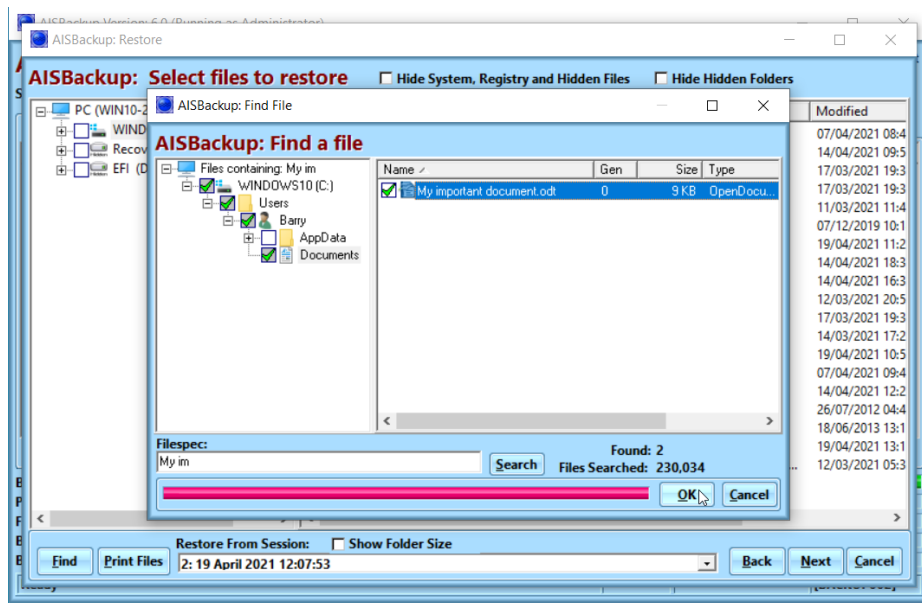 AISBackup Version: 6.0 (Running as Administrator)
AISBackup: Restore
AISBackup: Select files to restore
Hide System, Registry and Hidden Files
Hide Hidden Folders
PC (WIN10-2
WIND
Recov
EFI (D
Modified
07/04/2021 08:4
14/04/2021 09:5
17/03/2021 19:3
17/03/2021 19:3
11/03/2021 11:4
07/12/2019 10:1
19/04/2021 11:2
14/04/2021 18:3
14/04/2021 16:3
12/03/2021 20:5
17/03/2021 19:3
14/03/2021 17:2
19/04/2021 10:5
07/04/2021 09:4
14/04/2021 12:2
26/07/2012 04:4
18/06/2013 13:1
19/04/2021 13:1
12/03/2021 05:3
AISBackup: Find File
AISBackup: Find a file
Files containing: My im
WINDOWS10 (C:)
Users
Barry
AppData
Documents
Name Gen Size Type
My important document.odt 0 9 KB OpenDocu...
Filespec:
My im
Search
Found: 2
Files Searched: 230,034
OK
Cancel
Restore From Session:
Show Folder Size
Find
Print Files
2: 19 April 2021 12:07:53
Back
Next
Cancel